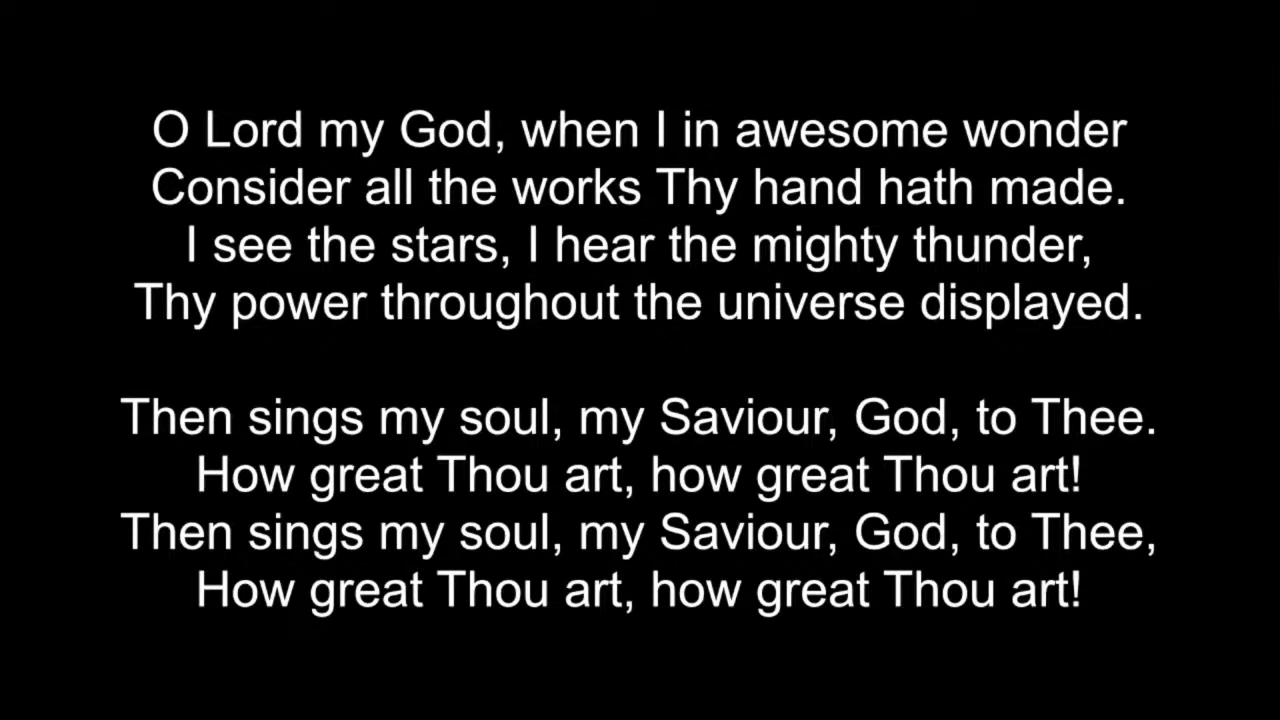 O Lord my God, when I in awesome wonder
Consider all the works Thy hand hath made.
I see the stars, I hear the mighty thunder,
Thy power throughout the universe displayed.
Then sings my soul, my Saviour, God, to Thee.
How great Thou art, how great Thou art!
Then sings my soul, my Saviour, God, to Thee,
How great Thou art, how great Thou art!